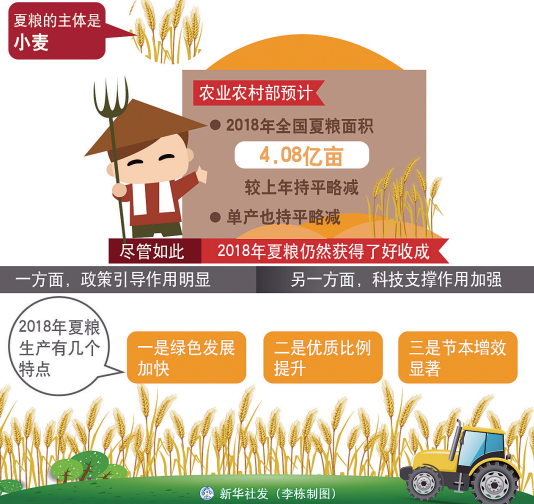 夏粮的主体是
小麦
农业农村部预计
● 2018年全国夏粮面积
4.08亿亩
较上年持平略减
● 单产也持平略减
尽管如此
2018年夏粮仍然获得了好收成
一方面，政策引导作用明显
另一方面，科技支撑作用加强
2018年夏粮
生产有几个
特点
一是绿色发展
加快
二是优质比例
提升
三是节本增效
显著
新华社发（李栋制图）